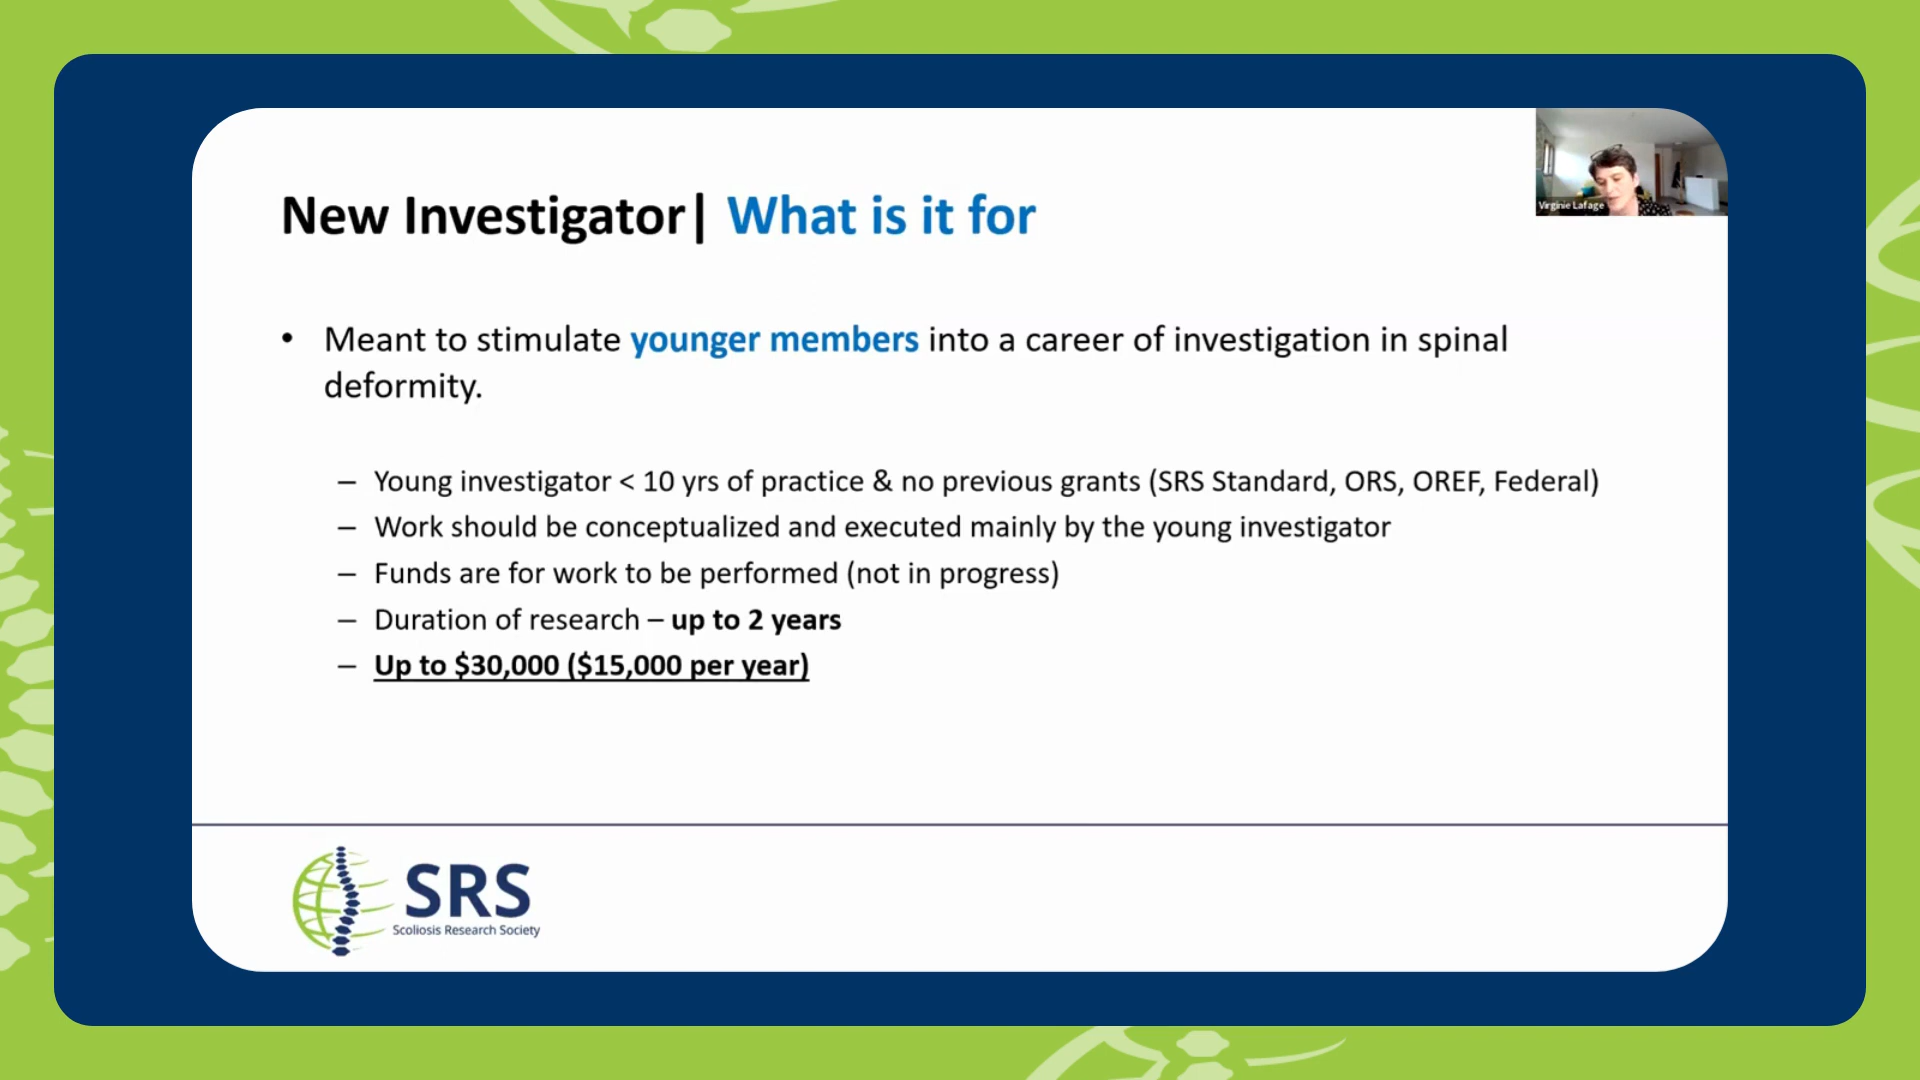 New Investigator| What is it for
Virginie Lafage
• Meant to stimulate younger members into a career of investigation in spinal
deformity.
– Young investigator < 10 yrs of practice & no previous grants (SRS Standard, ORS, OREF, Federal)
– Work should be conceptualized and executed mainly by the young investigator
– Funds are for work to be performed (not in progress)
– Duration of research – up to 2 years
– Up to $30,000 ($15,000 per year)
SRS
Scoliosis Research Society